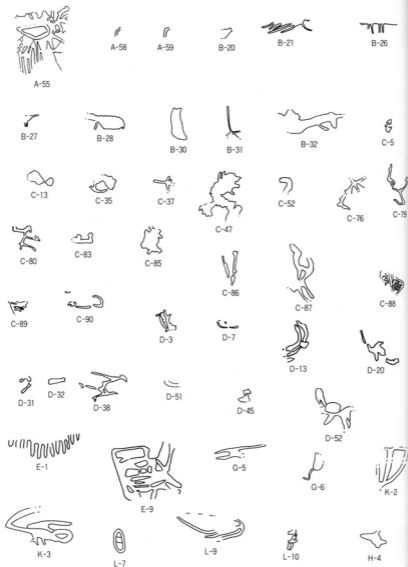 A-55
A-58 A-59 B-20 B-21 B-26
B-27 B-28 B-30 B-31 B-32 C-5
C-13 C-35 C-37 C-47 C-52 C-76 C-79
C-80 C-83 C-85 C-86 C-87 C-88
C-89 C-90 D-3 D-7 D-13 D-20
D-31 D-32 D-38 D-51 D-45 D-52
E-1 E-9 G-5 G-6 K-2
K-3 L-7 L-9 L-10 H-4